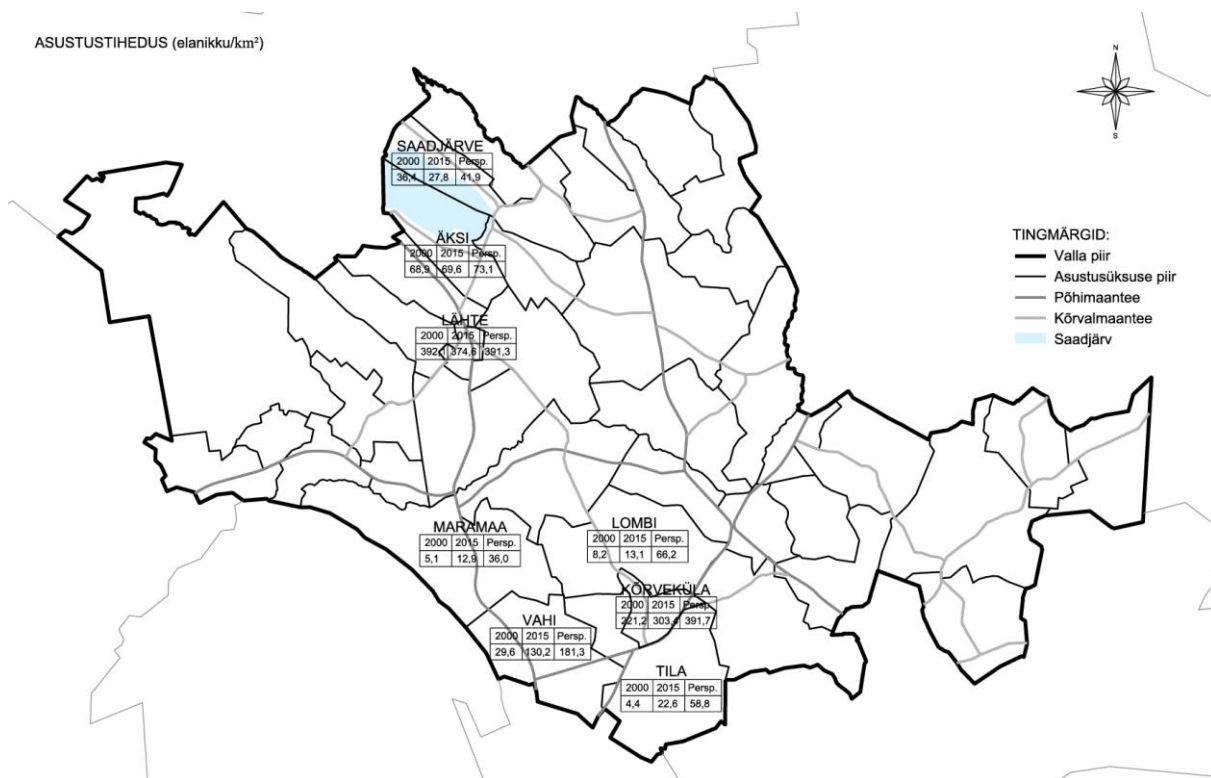 ASUSTUSTIHEDUS (elanikku/km²)
N
S
SAADJÄRVE
2000 2015 Persp.
36,4 27,8 41,9
ÄKSI
2000 2015 Persp.
68,9 69,6 73,1
LÄHTE
2000 2015 Persp.
392,1 374,6 391,3
MARAMAA
2000 2015 Persp.
5,1 12,9 36,0
LOMBI
2000 2015 Persp.
8,2 13,1 66,2
KÕRVEKÜLA
2000 2015 Persp.
221,2 303,4 391,7
VAHI
2000 2015 Persp.
29,6 130,2 181,3
TILA
2000 2015 Persp.
4,4 22,6 58,8
TINGMÄRGID:
Valla piir
Asustusüksuse piir
Põhimaantee
Kõrvalmaantee
Saadjärv